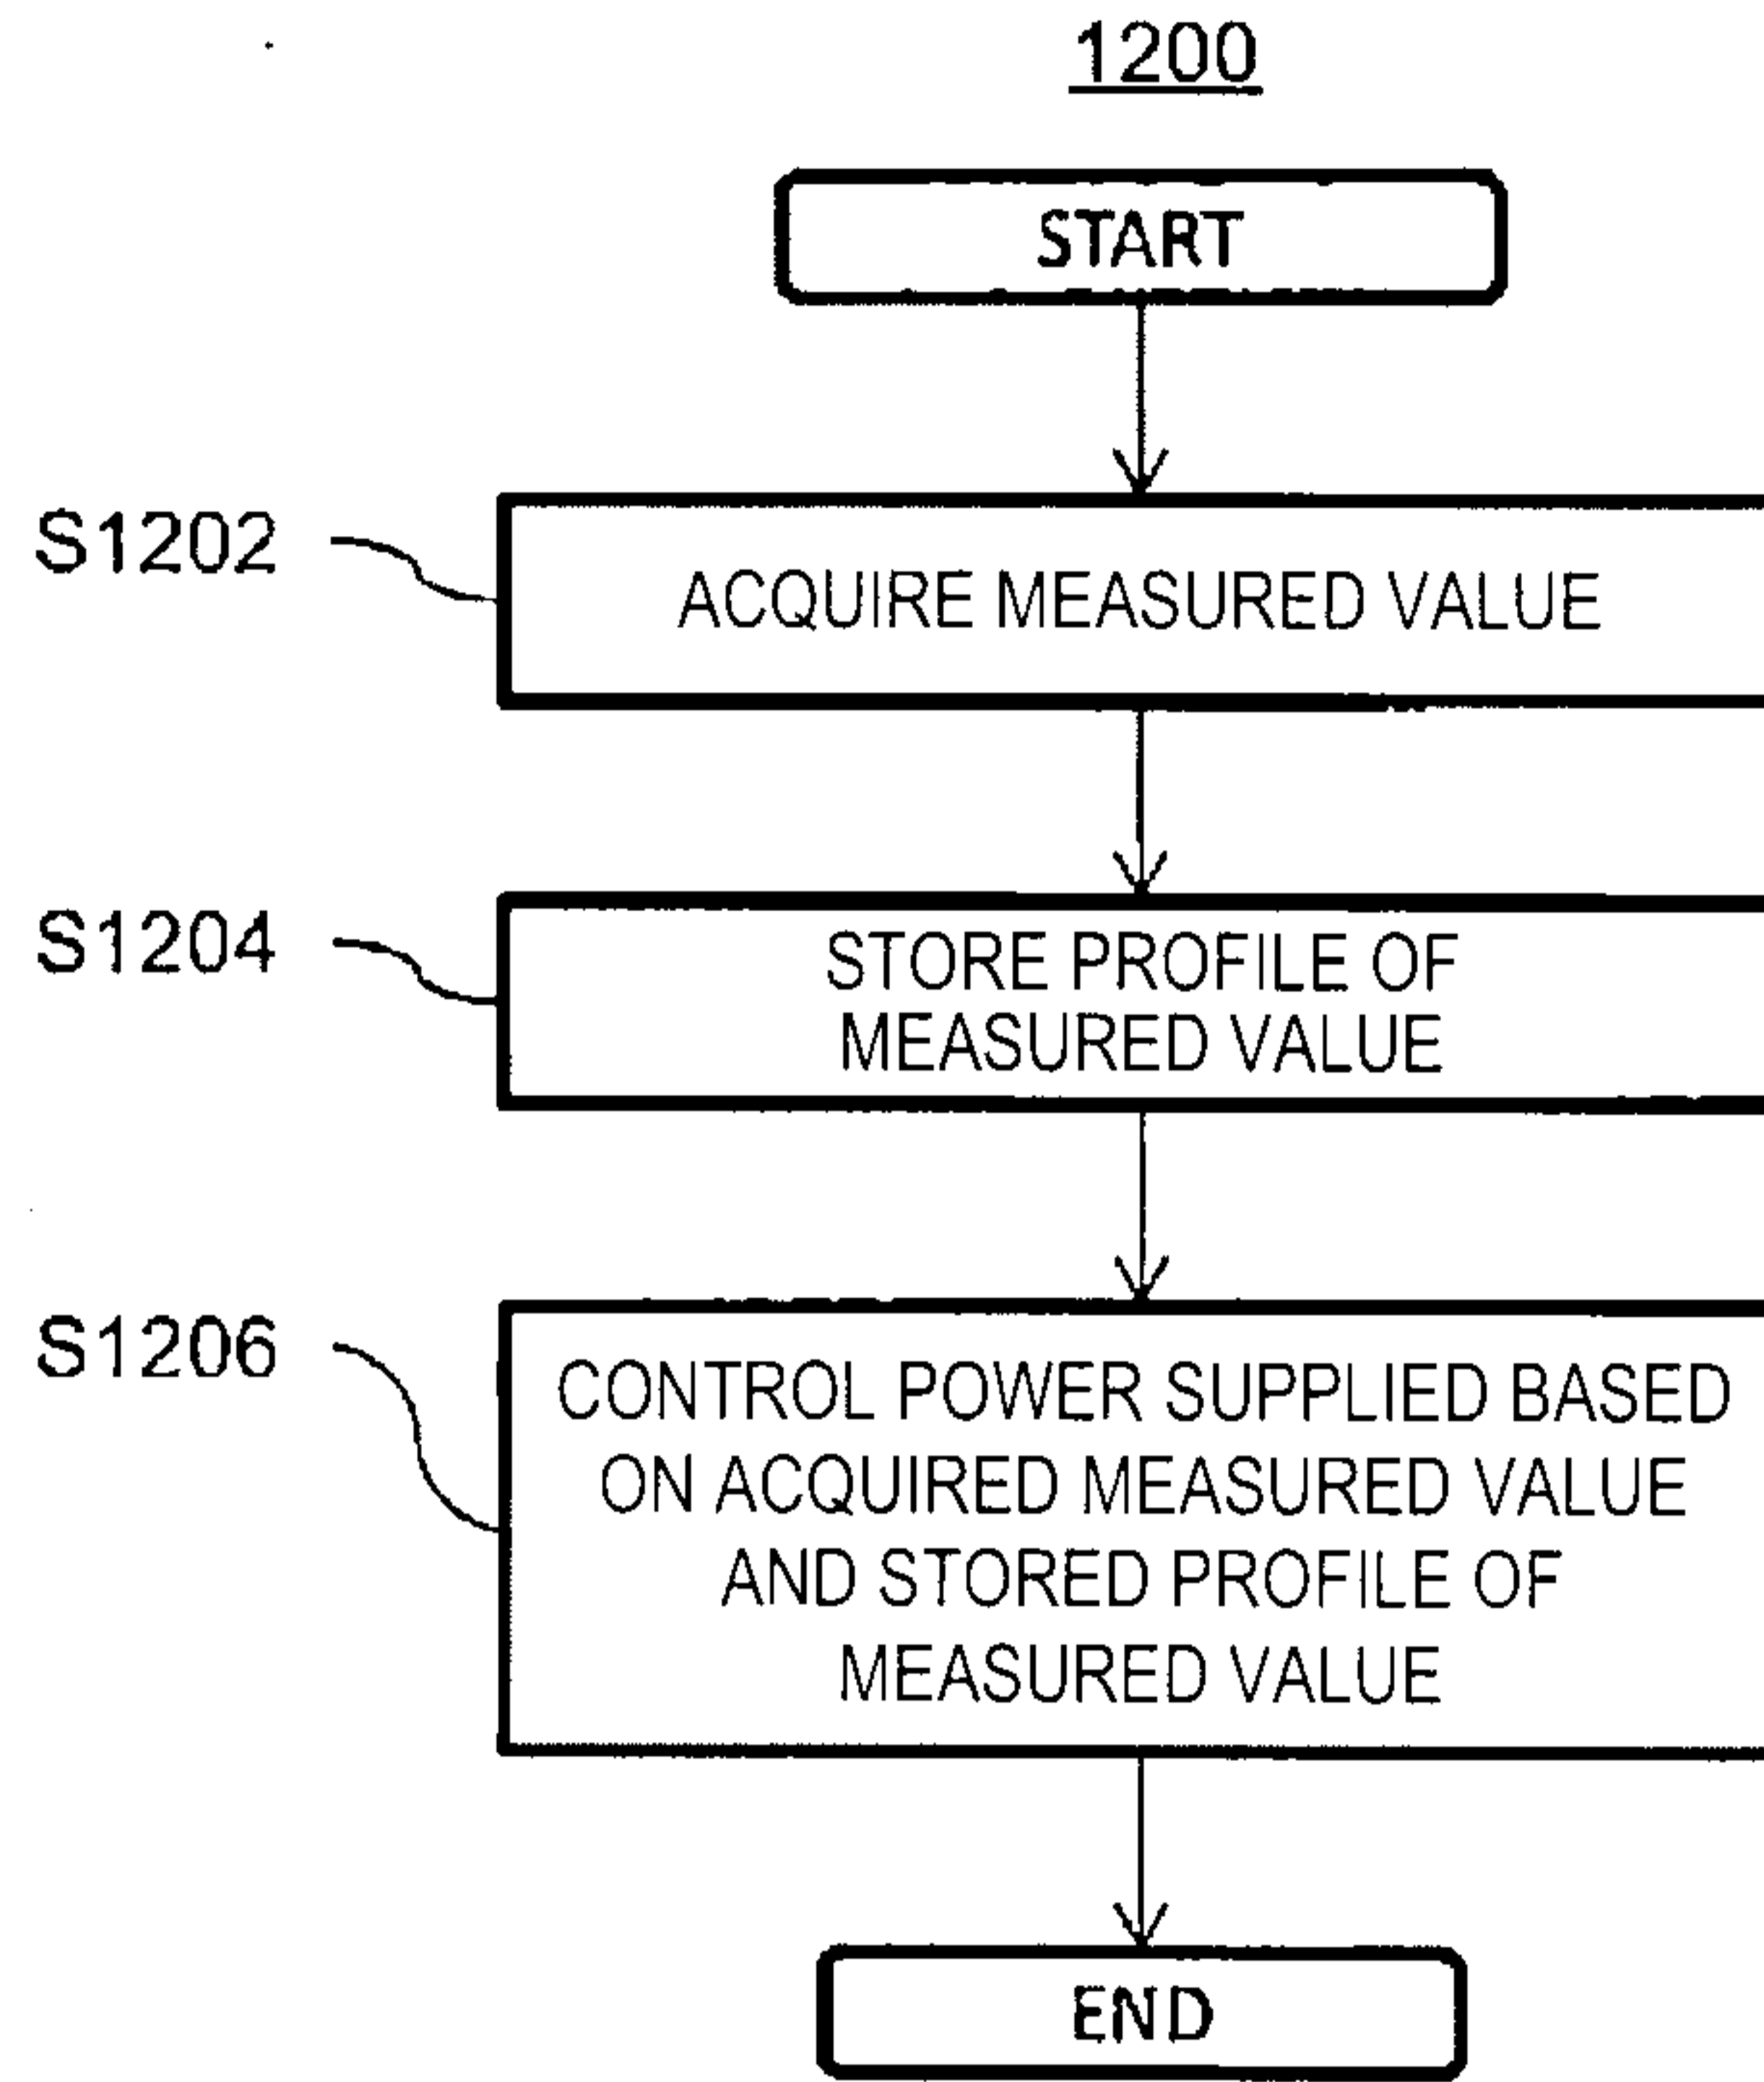 1200
START
S1202
ACQUIRE MEASURED VALUE
S1204
STORE PROFILE OF
MEASURED VALUE
S1206
CONTROL POWER SUPPLIED BASED
ON ACQUIRED MEASURED VALUE
AND STORED PROFILE OF
MEASURED VALUE
END